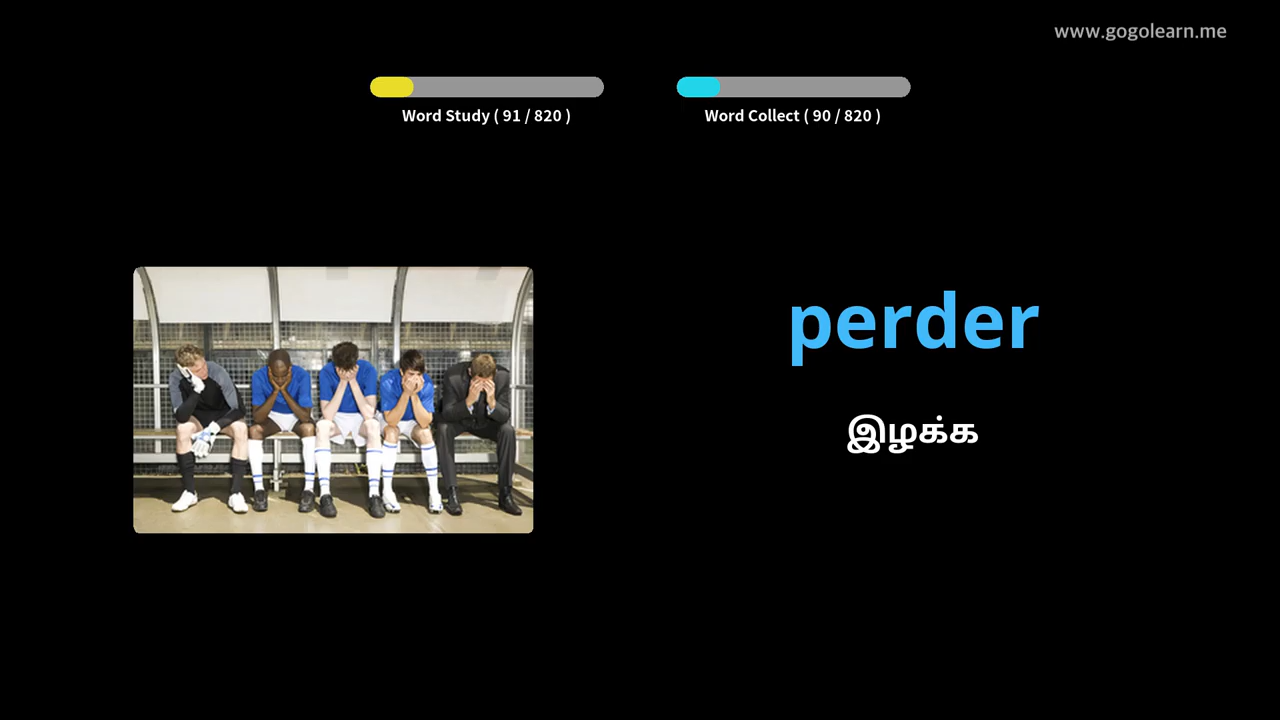 www.gogolearn.me
Word Study ( 91 / 820 )
Word Collect ( 90 / 820 )
perder
இழக்க